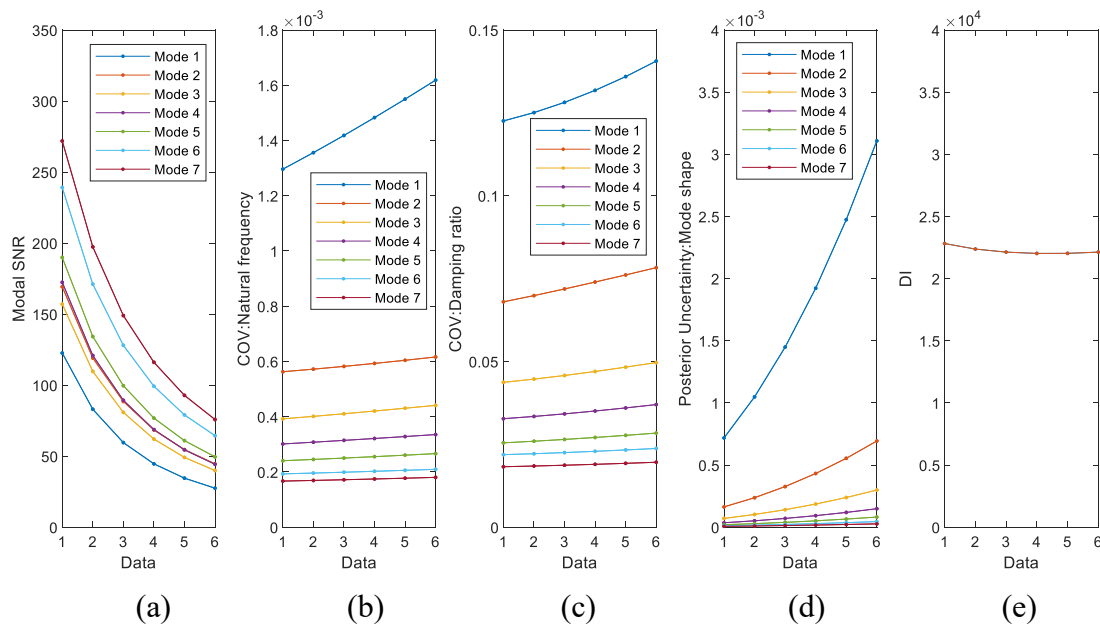 350
300
250
200
150
100
50
0
Modal SNR
1 2 3 4 5 6
Data
Mode 1
Mode 2
Mode 3
Mode 4
Mode 5
Mode 6
Mode 7
(a)
×10⁻³
1.8
1.6
1.4
1.2
1
0.8
0.6
0.4
0.2
0
COV:Natural frequency
1 2 3 4 5 6
Data
Mode 1
Mode 2
Mode 3
Mode 4
Mode 5
Mode 6
Mode 7
(b)
0.15
0.1
0.05
0
COV:Damping ratio
1 2 3 4 5 6
Data
Mode 1
Mode 2
Mode 3
Mode 4
Mode 5
Mode 6
Mode 7
(c)
×10⁻³
4
3.5
3
2.5
2
1.5
1
0.5
0
Posterior Uncertainty:Mode shape
1 2 3 4 5 6
Data
Mode 1
Mode 2
Mode 3
Mode 4
Mode 5
Mode 6
Mode 7
(d)
×10⁴
4
3.5
3
2.5
2
1.5
1
0.5
0
DI
1 2 3 4 5 6
Data
(e)